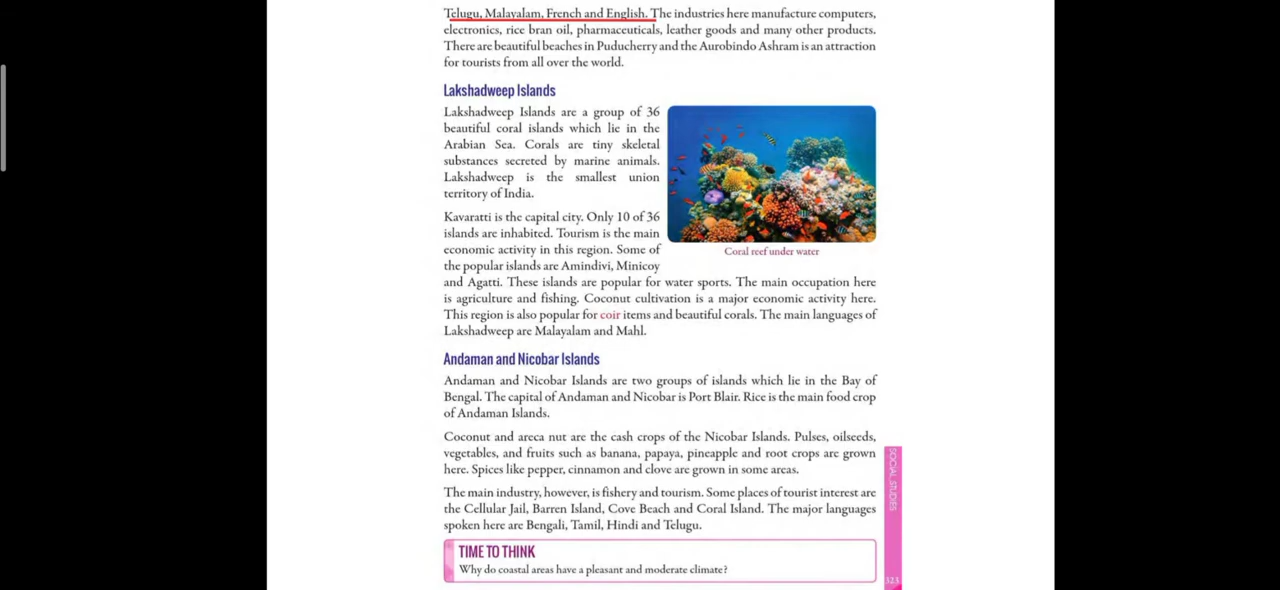 Telugu, Malayalam, French and English. The industries here manufacture computers,
electronics, rice bran oil, pharmaceuticals, leather goods and many other products.
There are beautiful beaches in Puducherry and the Aurobindo Ashram is an attraction
for tourists from all over the world.
Lakshadweep Islands
Lakshadweep Islands are a group of 36
beautiful coral islands which lie in the
Arabian Sea. Corals are tiny skeletal
substances secreted by marine animals.
Lakshadweep is the smallest union
territory of India.
Kavaratti is the capital city. Only 10 of 36
islands are inhabited. Tourism is the main
economic activity in this region. Some of
the popular islands are Amindivi, Minicoy
Coral reef under water
and Agatti. These islands are popular for water sports. The main occupation here
is agriculture and fishing. Coconut cultivation is a major economic activity here.
This region is also popular for coir items and beautiful corals. The main languages of
Lakshadweep are Malayalam and Mahl.
Andaman and Nicobar Islands
Andaman and Nicobar Islands are two groups of islands which lie in the Bay of
Bengal. The capital of Andaman and Nicobar is Port Blair. Rice is the main food crop
of Andaman Islands.
Coconut and areca nut are the cash crops of the Nicobar Islands. Pulses, oilseeds,
vegetables, and fruits such as banana, papaya, pineapple and root crops are grown
here. Spices like pepper, cinnamon and clove are grown in some areas.
The main industry, however, is fishery and tourism. Some places of tourist interest are
the Cellular Jail, Barren Island, Cove Beach and Coral Island. The major languages
spoken here are Bengali, Tamil, Hindi and Telugu.
TIME TO THINK
Why do coastal areas have a pleasant and moderate climate?
SOCIAL STUDIES
323